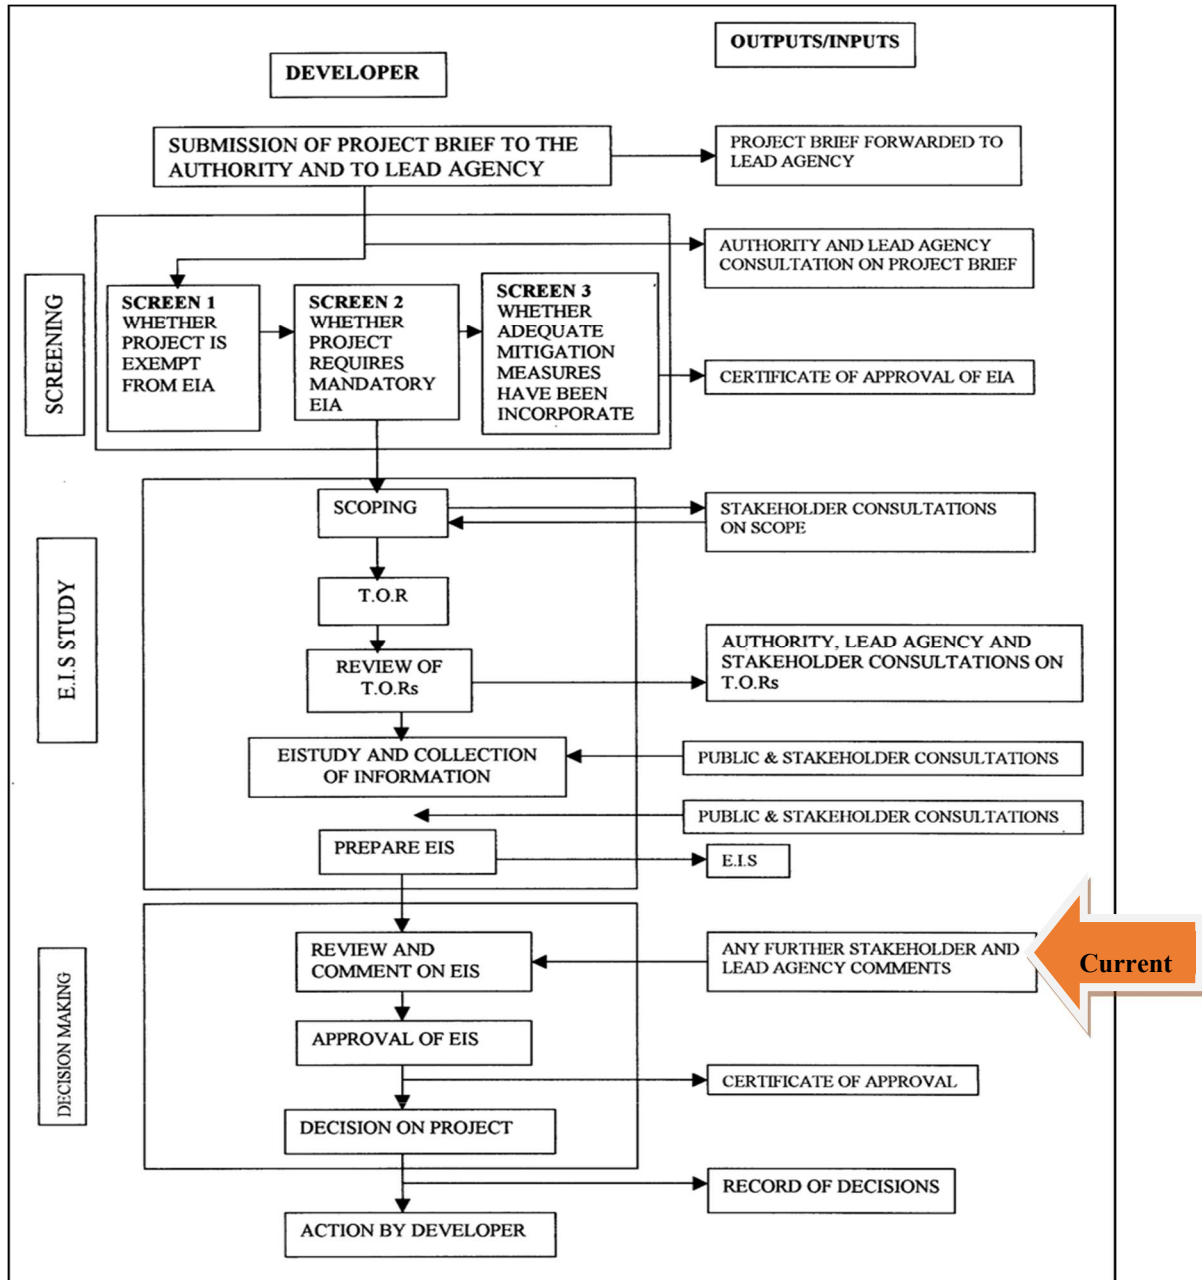 DEVELOPER
OUTPUTS/INPUTS
SUBMISSION OF PROJECT BRIEF TO THE
AUTHORITY AND TO LEAD AGENCY
PROJECT BRIEF FORWARDED TO
LEAD AGENCY
AUTHORITY AND LEAD AGENCY
CONSULTATION ON PROJECT BRIEF
SCREENING
SCREEN 1
WHETHER
PROJECT IS
EXEMPT
FROM EIA
SCREEN 2
WHETHER
PROJECT
REQUIRES
MANDATORY
EIA
SCREEN 3
WHETHER
ADEQUATE
MITIGATION
MEASURES
HAVE BEEN
INCORPORATE
CERTIFICATE OF APPROVAL OF EIA
E.I.S STUDY
SCOPING
STAKEHOLDER CONSULTATIONS
ON SCOPE
T.O.R
REVIEW OF
T.O.Rs
AUTHORITY, LEAD AGENCY AND
STAKEHOLDER CONSULTATIONS ON
T.O.Rs
EISTUDY AND COLLECTION
OF INFORMATION
PUBLIC & STAKEHOLDER CONSULTATIONS
PUBLIC & STAKEHOLDER CONSULTATIONS
PREPARE EIS
E.I.S
DECISION MAKING
REVIEW AND
COMMENT ON EIS
ANY FURTHER STAKEHOLDER AND
LEAD AGENCY COMMENTS
Current
APPROVAL OF EIS
CERTIFICATE OF APPROVAL
DECISION ON PROJECT
RECORD OF DECISIONS
ACTION BY DEVELOPER